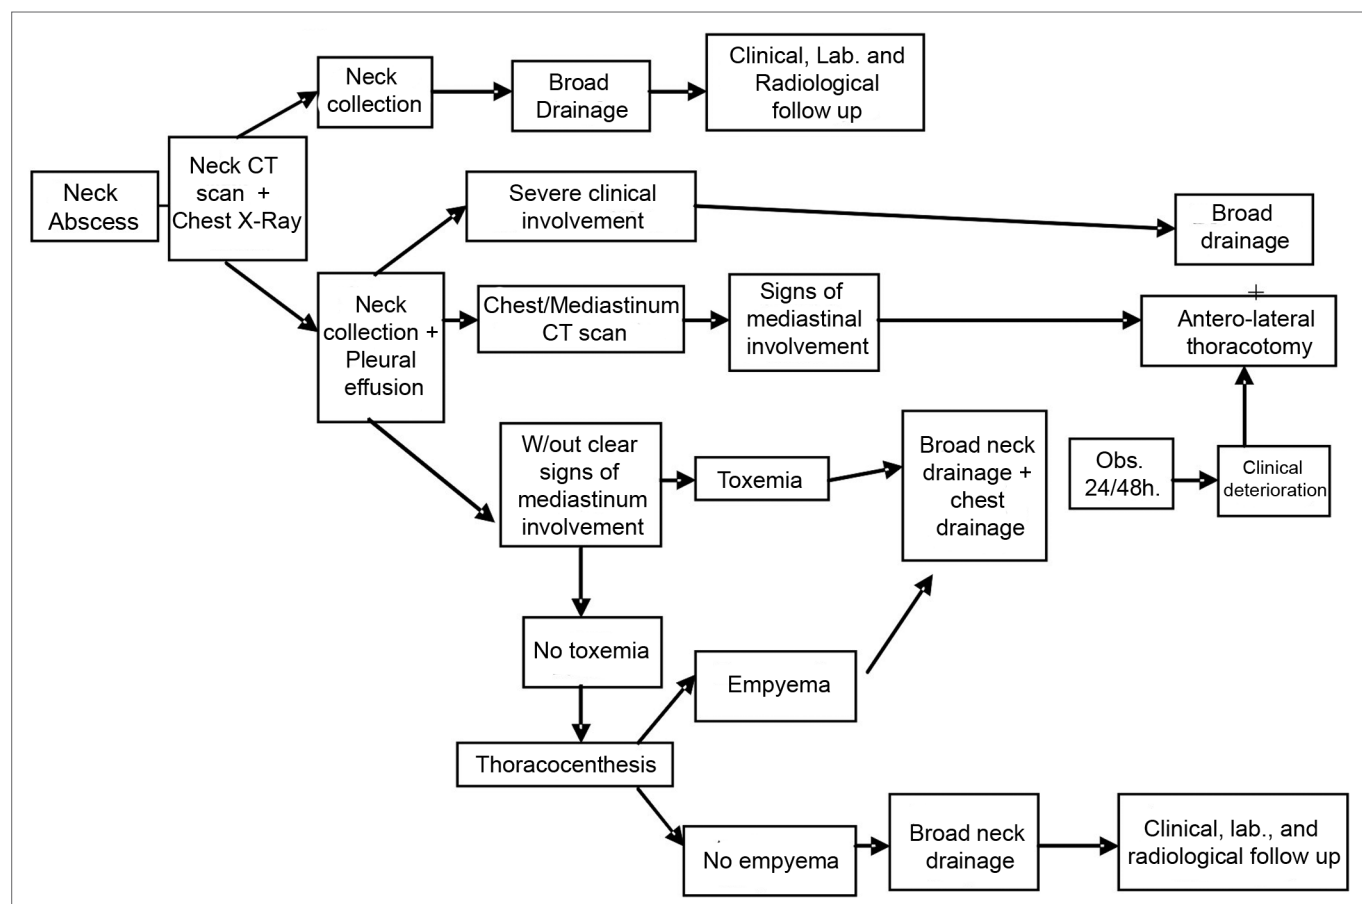 Neck
Abscess
Neck CT
scan +
Chest X-Ray
Neck
collection
Broad
Drainage
Clinical, Lab. and
Radiological
follow up
Neck
collection +
Pleural
effusion
Severe clinical
involvement
Broad
drainage
+
Antero-lateral
thoracotomy
Chest/Mediastinum
CT scan
Signs of
mediastinal
involvement
W/out clear
signs of
mediastinum
involvement
Toxemia
Broad neck
drainage +
chest
drainage
Obs.
24/48h.
Clinical
deterioration
No toxemia
Thoracocenthesis
Empyema
No empyema
Broad neck
drainage
Clinical, lab., and
radiological follow up